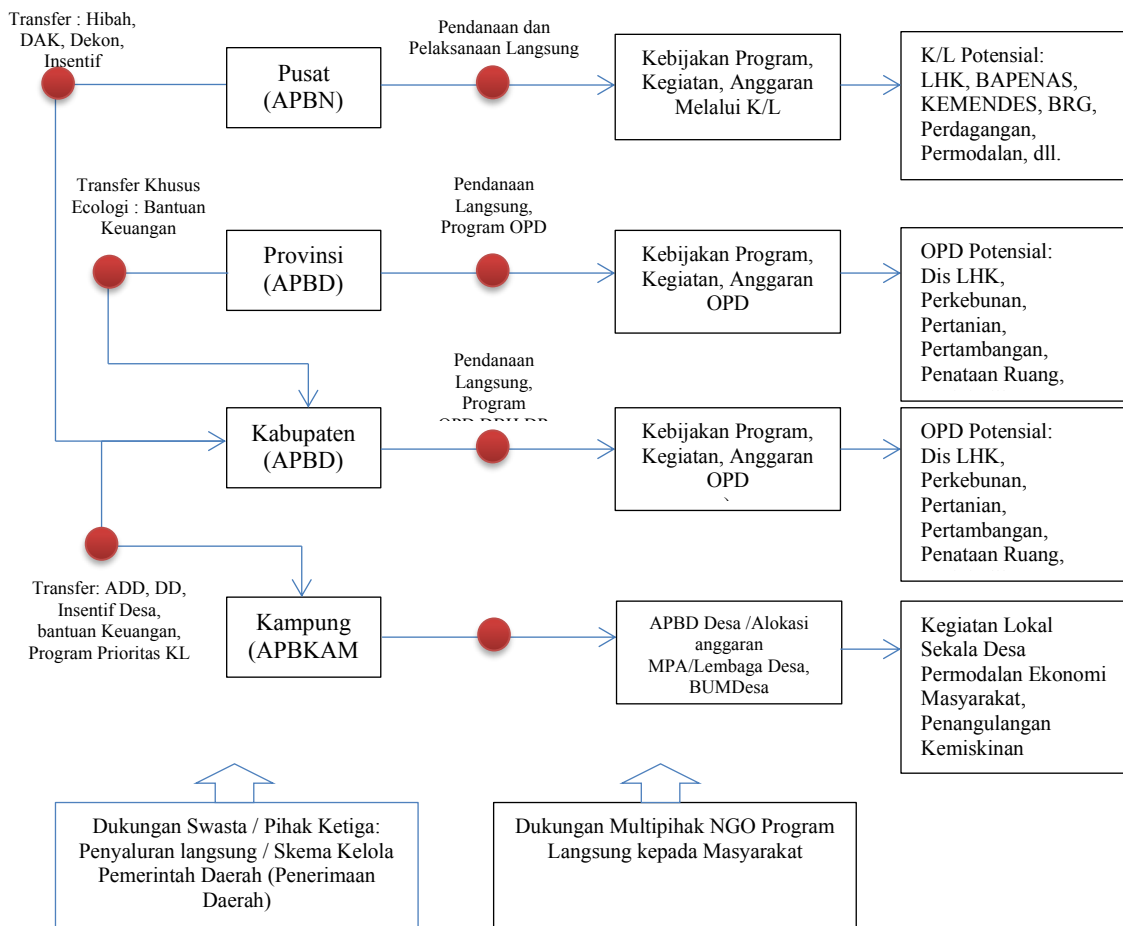 Transfer : Hibah,
DAK, Dekon,
Insentif
Pusat
(APBN)
Pendanaan dan
Pelaksanaan Langsung
Kebijakan Program,
Kegiatan, Anggaran
Melalui K/L
K/L Potensial:
LHK, BAPENAS,
KEMENDES, BRG,
Perdagangan,
Permodalan, dll.
Transfer Khusus
Ecologi : Bantuan
Keuangan
Provinsi
(APBD)
Pendanaan
Langsung,
Program OPD
Kebijakan Program,
Kegiatan, Anggaran
OPD
OPD Potensial:
Dis LHK,
Perkebunan,
Pertanian,
Pertambangan,
Penataan Ruang,
Kabupaten
(APBD)
Pendanaan
Langsung,
Program
Kebijakan Program,
Kegiatan, Anggaran
OPD
`
OPD Potensial:
Dis LHK,
Perkebunan,
Pertanian,
Pertambangan,
Penataan Ruang,
Transfer: ADD, DD,
Insentif Desa,
bantuan Keuangan,
Program Prioritas KL
Kampung
(APBKAM
APBD Desa /Alokasi
anggaran
MPA/Lembaga Desa,
BUMDesa
Kegiatan Lokal
Sekala Desa
Permodalan Ekonomi
Masyarakat,
Penangulangan
Kemiskinan
Dukungan Swasta / Pihak Ketiga:
Penyaluran langsung / Skema Kelola
Pemerintah Daerah (Penerimaan
Daerah)
Dukungan Multipihak NGO Program
Langsung kepada Masyarakat